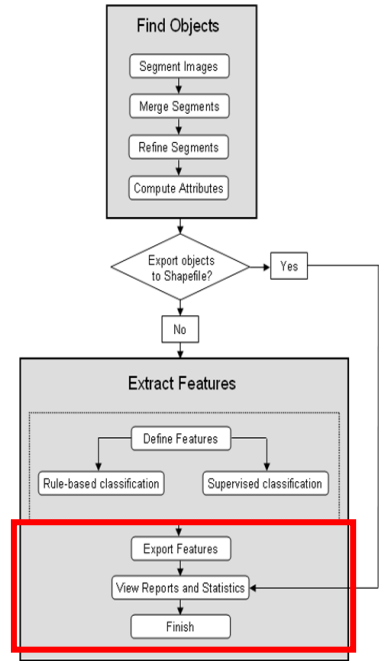 Find Objects
Segment Images
Merge Segments
Refine Segments
Compute Attributes
Export objects
to Shapefile?
Yes
No
Extract Features
Define Features
Rule-based classification
Supervised classification
Export Features
View Reports and Statistics
Finish